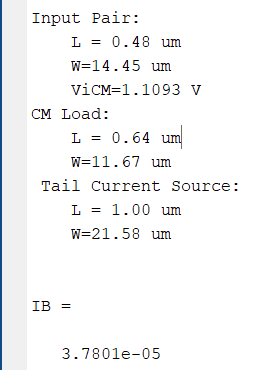 Input Pair:
L = 0.48 um
W=14.45 um
ViCM=1.1093 V
CM Load:
L = 0.64 um
W=11.67 um
Tail Current Source:
L = 1.00 um
W=21.58 um
IB =
3.7801e-05